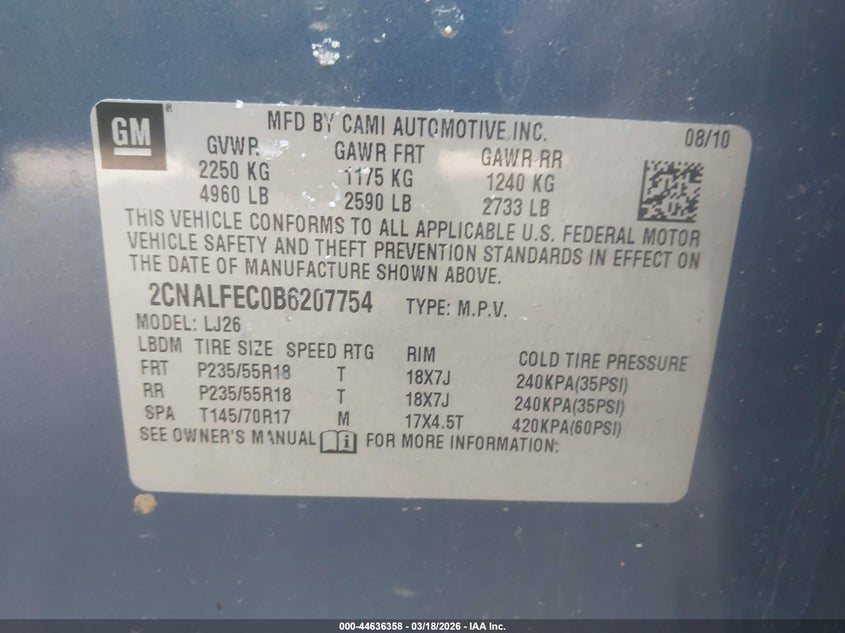 GM ® MFD BY CAMI AUTOMOTIVE INC. 08/10
GVWR GAWR FRT GAWR RR
2250 KG 1175 KG 1240 KG
4960 LB 2590 LB 2733 LB
THIS VEHICLE CONFORMS TO ALL APPLICABLE U.S. FEDERAL MOTOR
VEHICLE SAFETY AND THEFT PREVENTION STANDARDS IN EFFECT ON
THE DATE OF MANUFACTURE SHOWN ABOVE.
2CNALFEC0B6207754 TYPE: M.P.V.
MODEL: LJ26
LBDM TIRE SIZE SPEED RTG RIM COLD TIRE PRESSURE
FRT P235/55R18 T 18X7J 240KPA(35PSI)
RR P235/55R18 T 18X7J 240KPA(35PSI)
SPA T145/70R17 M 17X4.5T 420KPA(60PSI)
SEE OWNER'S MANUAL FOR MORE INFORMATION:
000-44636358 - 03/18/2026 - IAA Inc.